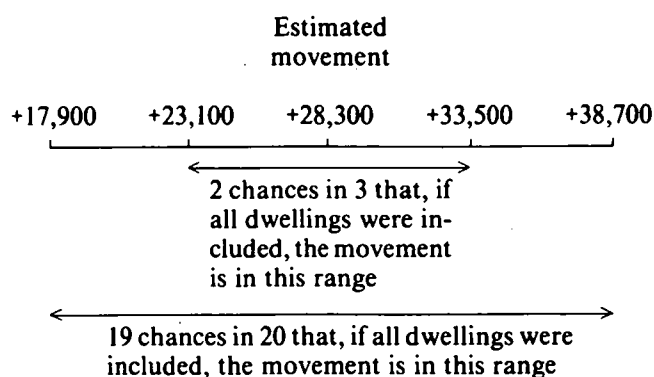 Estimated
movement
+17,900 +23,100 +28,300 +33,500 +38,700
2 chances in 3 that, if
all dwellings were in-
cluded, the movement
is in this range
19 chances in 20 that, if all dwellings were
included, the movement is in this range